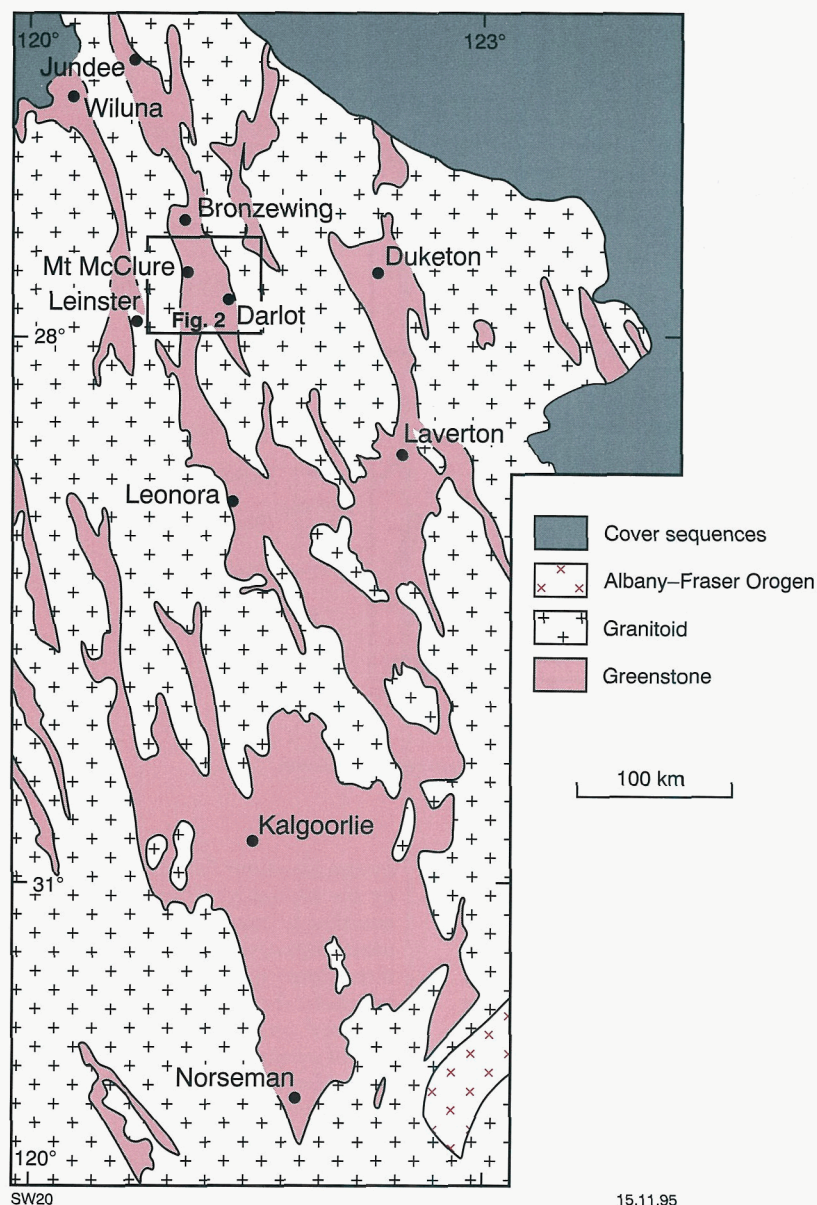 120°
123°
Jundee
Wiluna
Bronzewing
Mt McClure
Duketon
Leinster
Darlot
Fig. 2
28°
Laverton
Leonora
Cover sequences
Albany–Fraser Orogen
Granitoid
Greenstone
100 km
Kalgoorlie
31°
Norseman
120°
SW20
15.11.95